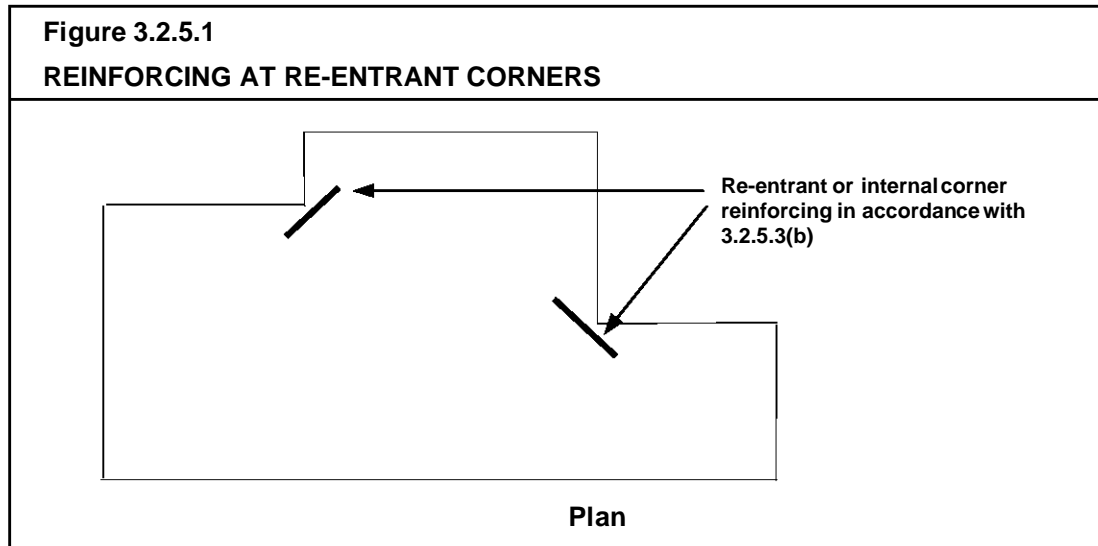 Figure 3.2.5.1
REINFORCING AT RE-ENTRANT CORNERS
Re-entrant or internal corner
reinforcing in accordance with
3.2.5.3(b)
Plan